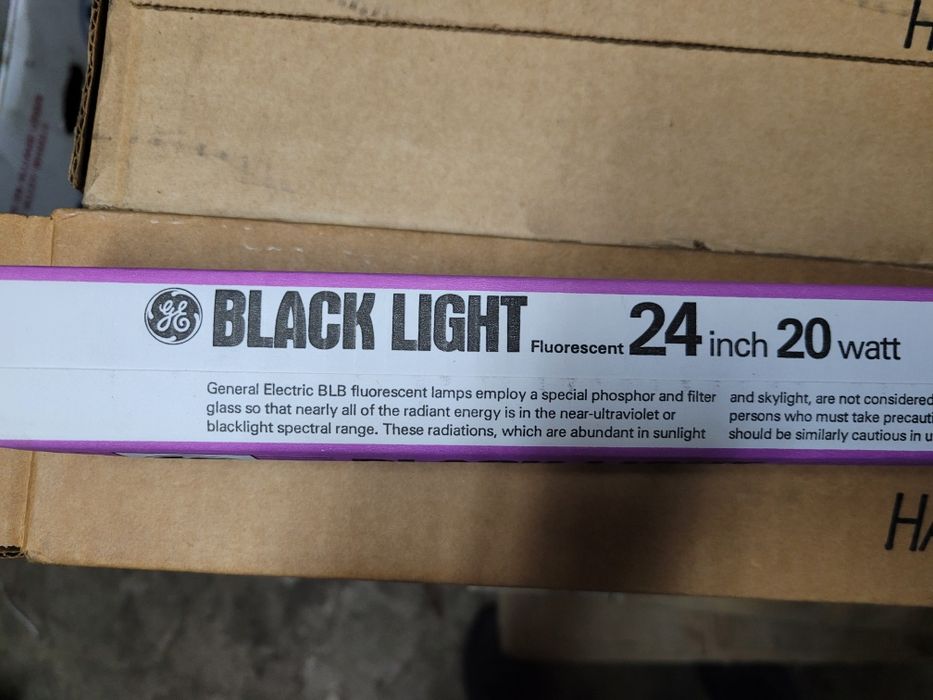 GE BLACK LIGHT Fluorescent 24 inch 20 watt
General Electric BLB fluorescent lamps employ a special phosphor and filter
glass so that nearly all of the radiant energy is in the near-ultraviolet or
blacklight spectral range. These radiations, which are abundant in sunlight
and skylight, are not considered
persons who must take precauti
should be similarly cautious in u
H
HA